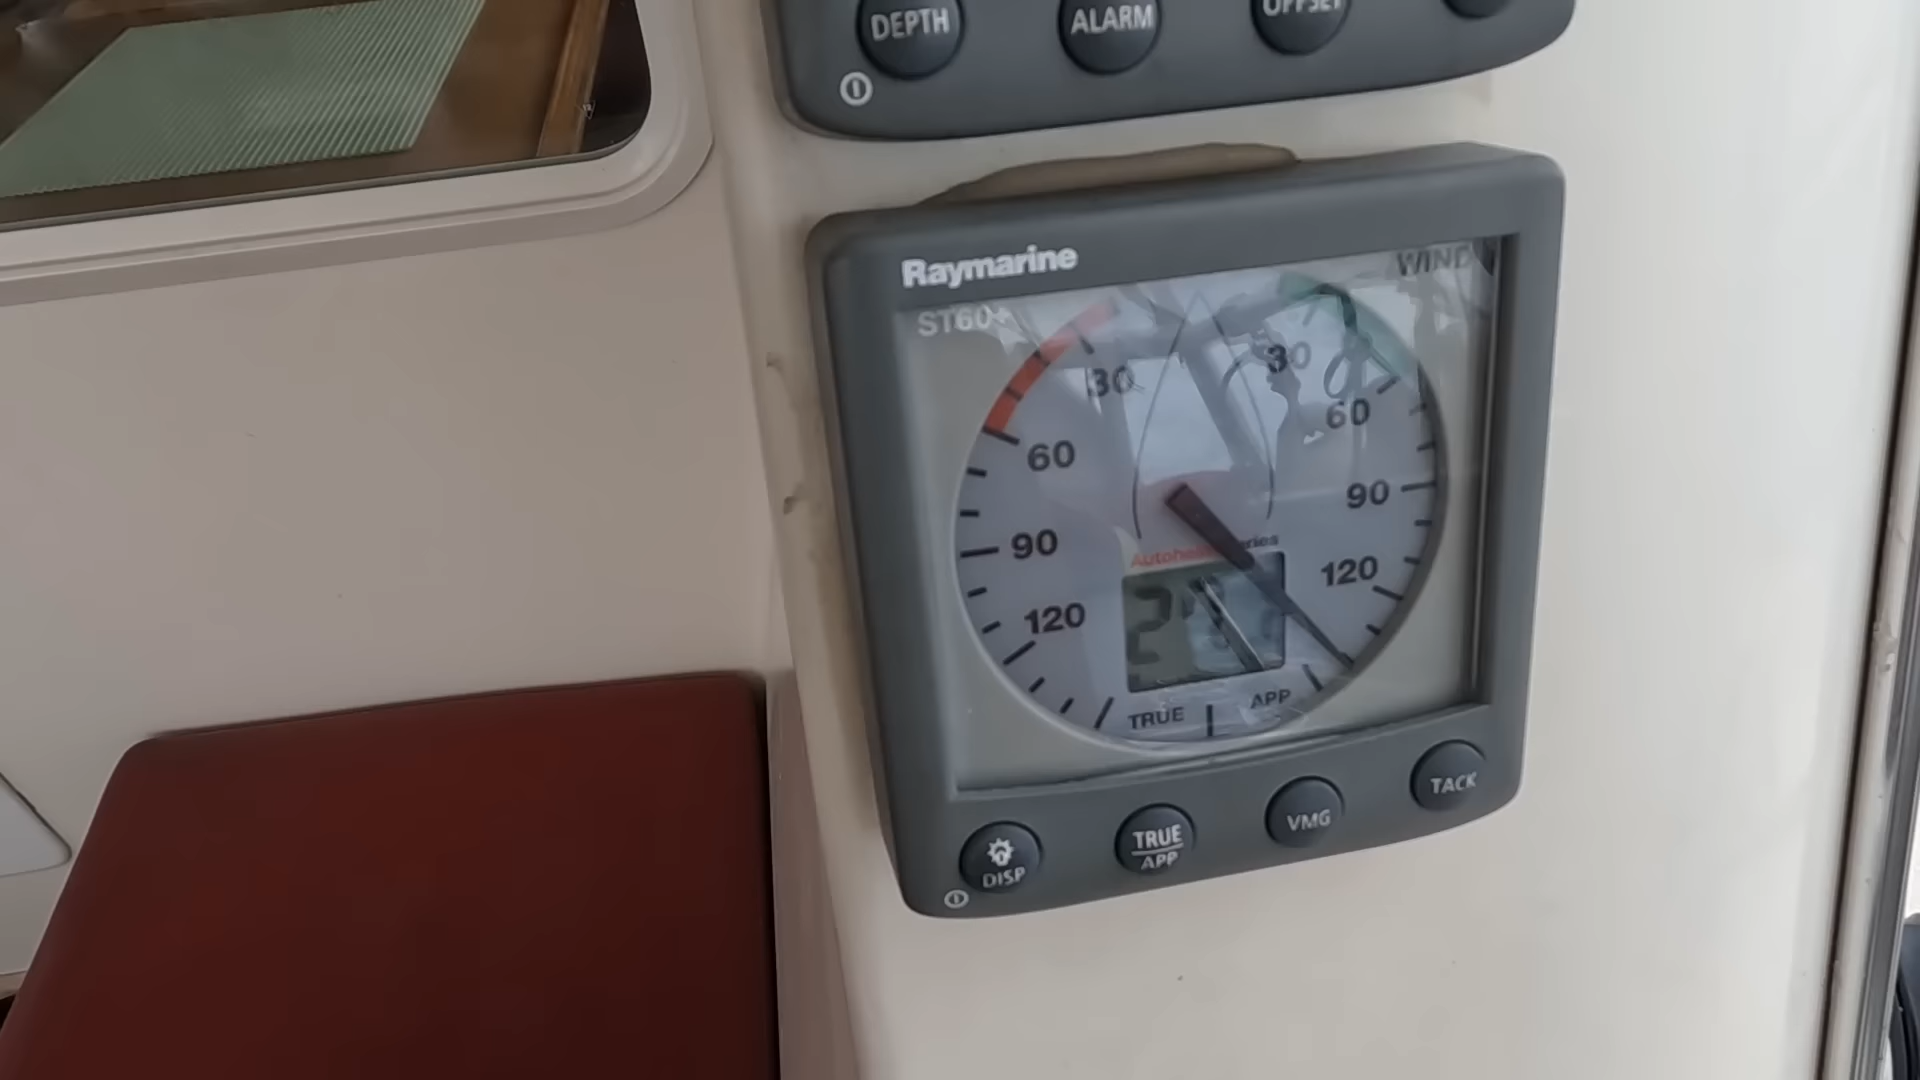 DEPTH ALARM OFFSET
Raymarine
ST60+ WIND
30 30
60 60
90 90
120 120
TRUE APP
DISP TRUE APP VMG TACK